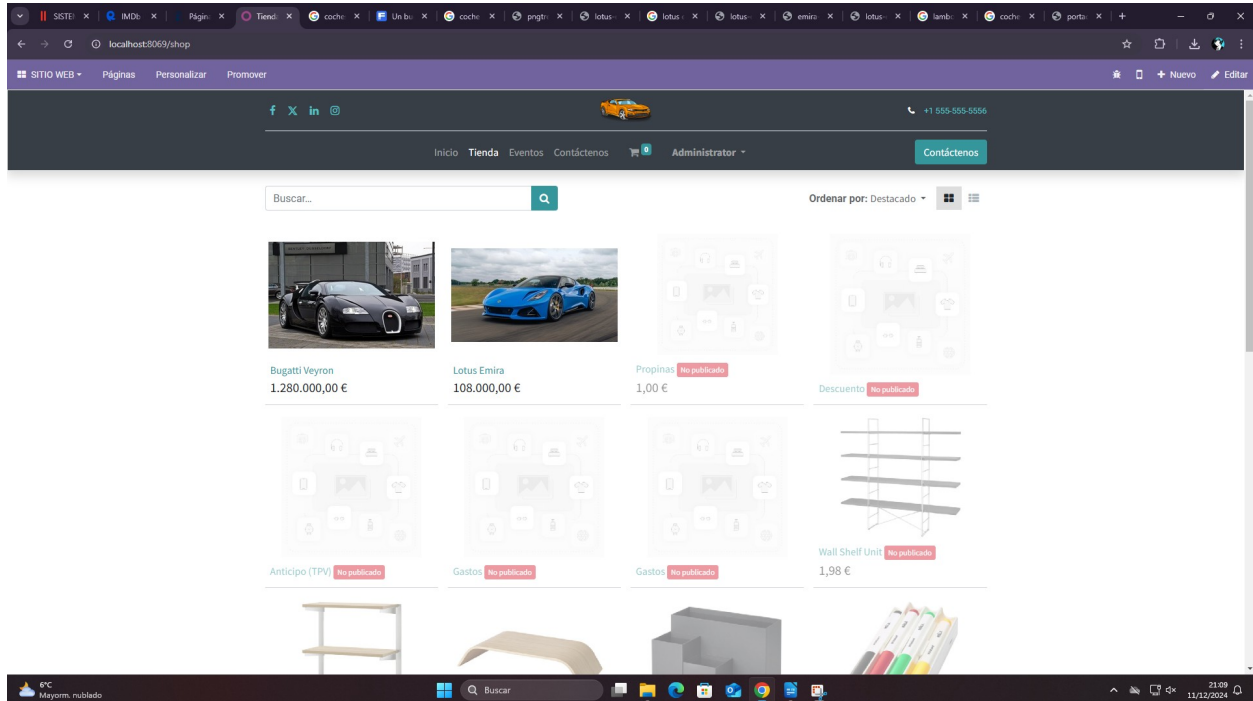 SISTEI
IMDb
Págin
Tienda
coche
Un bu
coche
pngtre
lotus-
lotus e
lotus-
emira
lotus-
lambo
coche
porta
localhost:8069/shop
SITIO WEB Páginas Personalizar Promover + Nuevo Editar
+1 555-555-5556
Inicio Tienda Eventos Contáctenos 0 Administrator Contáctenos
Buscar... Ordenar por: Destacado
Bugatti Veyron
1.280.000,00 €
Lotus Emira
108.000,00 €
Propinas No publicado
1,00 €
Descuento No publicado
Anticipo (TPV) No publicado
Gastos No publicado
Gastos No publicado
Wall Shelf Unit No publicado
1,98 €
6°C
Mayorm. nublado
Buscar
21:09
11/12/2024